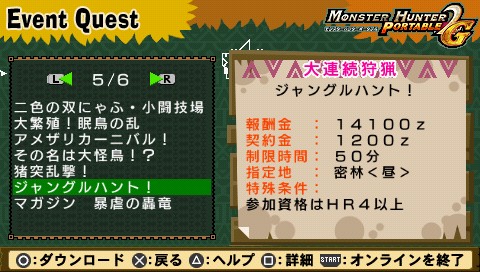 Event Quest
MONSTER HUNTER
PORTABLE 2nd G
L 5/6 R
二色の双にゃふ・小闘技場
大繁殖！眠鳥の乱
アメザリカーニバル！
その名は大怪鳥！？
猪突乱撃！
ジャングルハント！
マガジン　暴虐の轟竜
大連続狩猟
ジャングルハント！
報酬金　：　１４１００ｚ
契約金　：　１２００ｚ
制限時間：　５０分
指定地　：　密林＜昼＞
特殊条件：
参加資格はＨＲ４以上
○:ダウンロード ×:戻る △:ヘルプ □:詳細 START:オンラインを終了